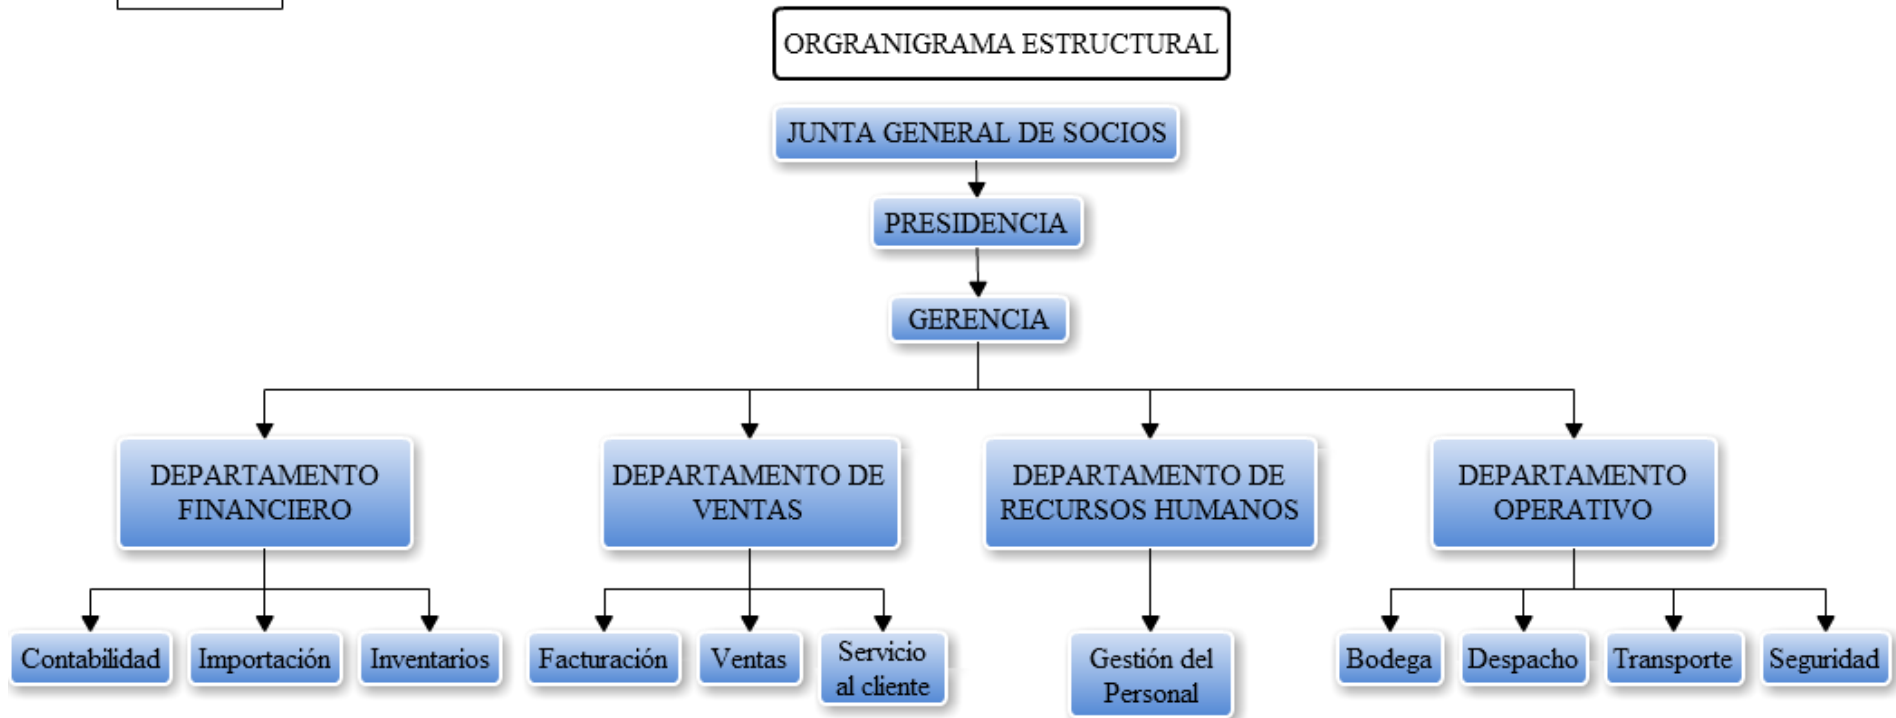 ORGRANIGRAMA ESTRUCTURAL
JUNTA GENERAL DE SOCIOS
PRESIDENCIA
GERENCIA
DEPARTAMENTO
FINANCIERO
DEPARTAMENTO DE
VENTAS
DEPARTAMENTO DE
RECURSOS HUMANOS
DEPARTAMENTO
OPERATIVO
Contabilidad
Importación
Inventarios
Facturación
Ventas
Servicio
al cliente
Gestión del
Personal
Bodega
Despacho
Transporte
Seguridad